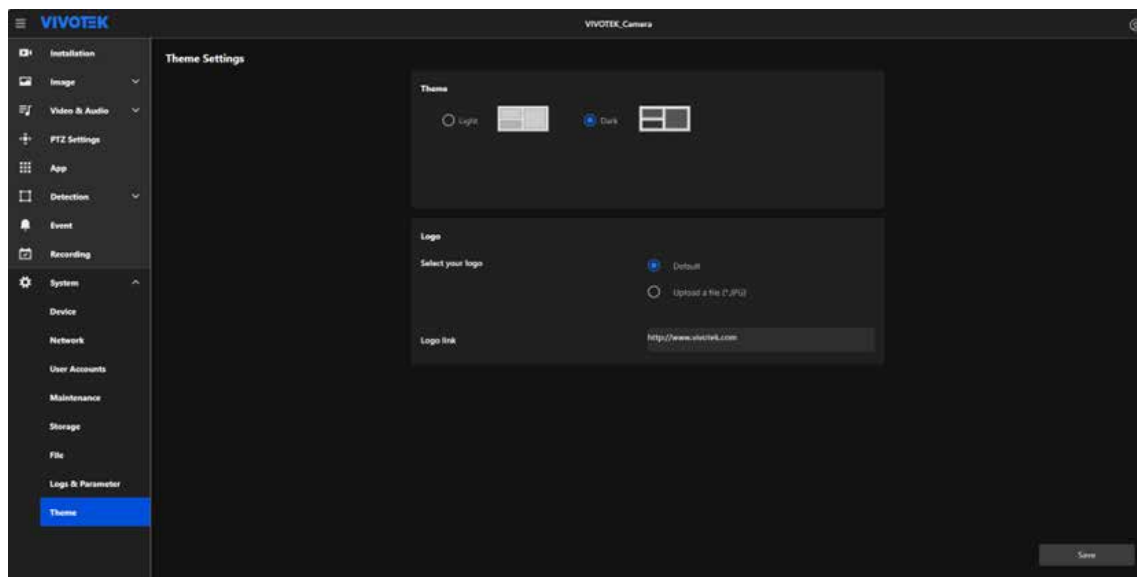 VIVOTEK
VIVOTEK_Camera
Installation
Image
Video & Audio
PTZ Settings
App
Detection
Event
Recording
System
Device
Network
User Accounts
Maintenance
Storage
File
Logs & Parameter
Theme
Theme Settings
Theme
Light
Dark
Logo
Select your logo
Default
Upload a file (*.JPG)
Logo link
http://www.vivotek.com
Save